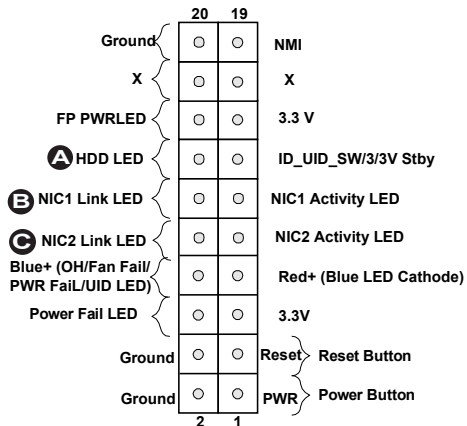 20 19
Ground NMI
X X
FP PWRLED 3.3 V
A HDD LED ID_UID_SW/3/3V Stby
B NIC1 Link LED NIC1 Activity LED
C NIC2 Link LED NIC2 Activity LED
Blue+ (OH/Fan Fail/
PWR FaiL/UID LED) Red+ (Blue LED Cathode)
Power Fail LED 3.3V
Ground Reset Reset Button
Ground PWR Power Button
2 1